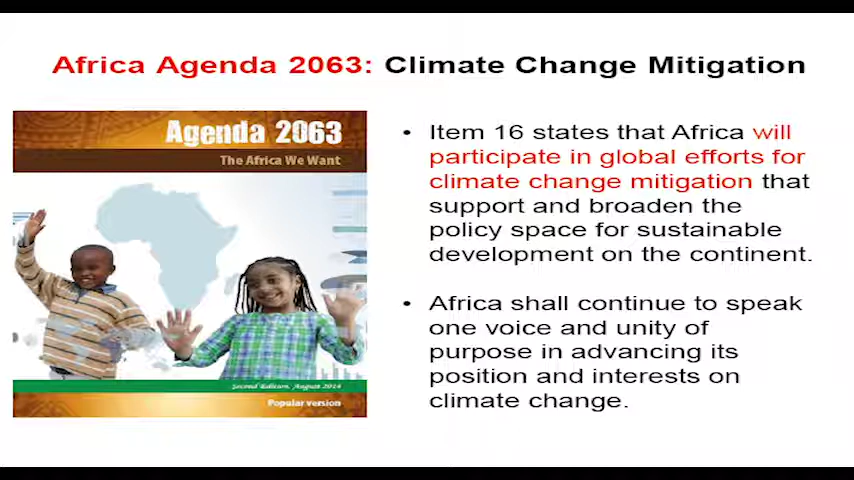 Africa Agenda 2063: Climate Change Mitigation
Agenda 2063
The Africa We Want
Second Edition, August 2014
Popular version
• Item 16 states that Africa will
participate in global efforts for
climate change mitigation that
support and broaden the
policy space for sustainable
development on the continent.
• Africa shall continue to speak
one voice and unity of
purpose in advancing its
position and interests on
climate change.